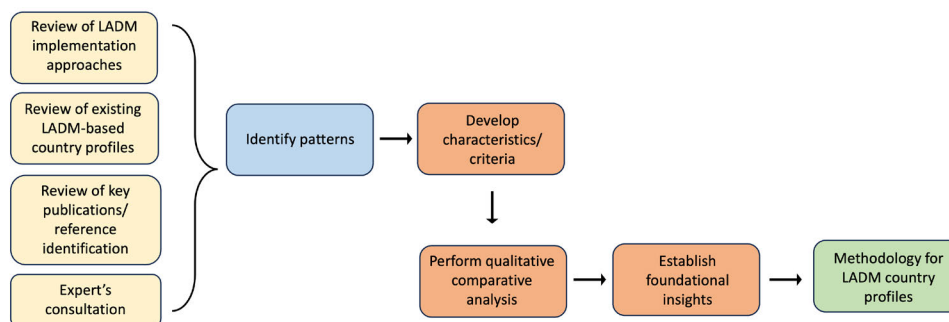 Review of LADM
implementation
approaches
Review of existing
LADM-based
country profiles
Review of key
publications/
reference
identification
Expert's
consultation
Identify patterns
Develop
characteristics/
criteria
Perform qualitative
comparative
analysis
Establish
foundational
insights
Methodology for
LADM country
profiles